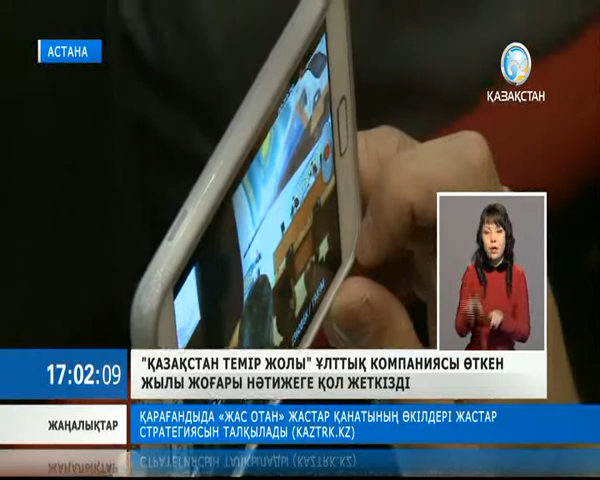 АСТАНА
ҚАЗАҚСТАН
17:02:09
"ҚАЗАҚСТАН ТЕМІР ЖОЛЫ" ҰЛТТЫҚ КОМПАНИЯСЫ ӨТКЕН
ЖЫЛЫ ЖОҒАРЫ НӘТИЖЕГЕ ҚОЛ ЖЕТКІЗДІ
ЖАҢАЛЫҚТАР
ҚАРАҒАНДЫДА «ЖАС ОТАН» ЖАСТАР ҚАНАТЫНЫҢ ӨКІЛДЕРІ ЖАСТАР
СТРАТЕГИЯСЫН ТАЛҚЫЛАДЫ (KAZTRK.KZ)